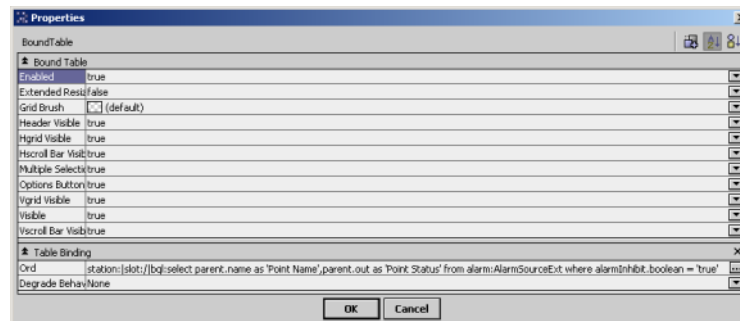 Properties
BoundTable
Bound Table
Enabled true
Extended Resi false
Grid Brush (default)
Header Visible true
Hgrid Visible true
Hscroll Bar Visib true
Multiple Selecti true
Options Button true
Vgrid Visible true
Visible true
Vscroll Bar Visib true
Table Binding
Ord station:|slot:/|bql:select parent.name as 'Point Name',parent.out as 'Point Status' from alarm:AlarmSourceExt where alarmInhibit.boolean = 'true'
Degrade Behav None
OK Cancel